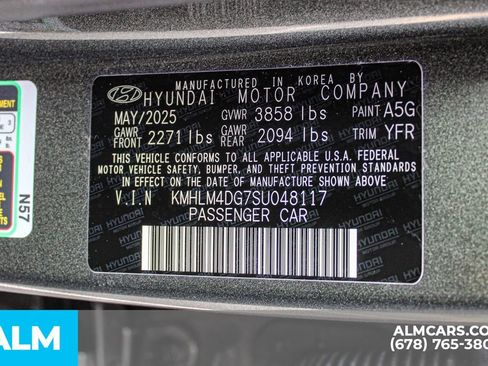 MANUFACTURED IN KOREA BY
HYUNDAI MOTOR COMPANY
MAY/2025 GVWR 3858 lbs PAINT A5G
GAWR FRONT 2271 lbs GAWR REAR 2094 lbs TRIM YFR
THIS VEHICLE CONFORMS TO ALL APPLICABLE U.S.A. FEDERAL
MOTOR VEHICLE SAFETY, BUMPER, AND THEFT PREVENTION STANDARDS
IN EFFECT ON THE DATE OF MANUFACTURE SHOWN ABOVE.
V.I.N KMHLM4DG7SU048117
PASSENGER CAR
N57
ALM
ALMCARS.CO
(678) 765-380